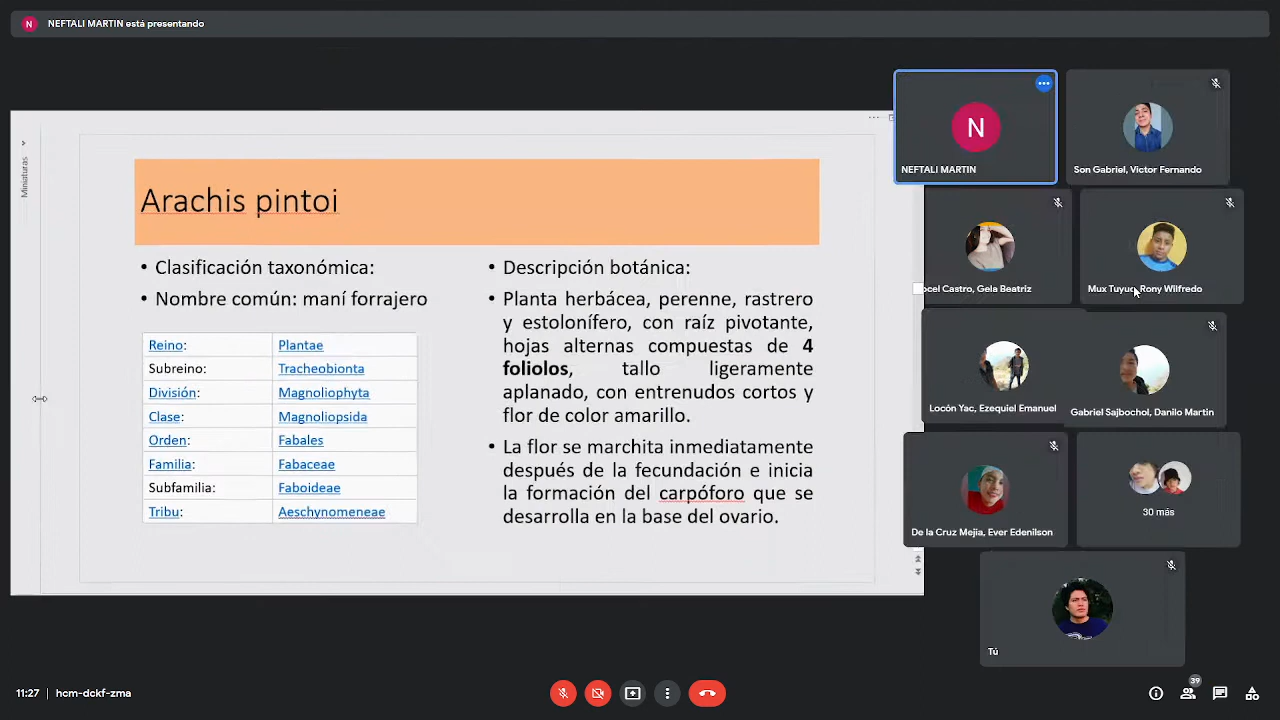 N NEFTALI MARTIN está presentando
Miniaturas
Arachis pintoi
• Clasificación taxonómica:
• Nombre común: maní forrajero
Reino: Plantae
Subreino: Tracheobionta
División: Magnoliophyta
Clase: Magnoliopsida
Orden: Fabales
Familia: Fabaceae
Subfamilia: Faboideae
Tribu: Aeschynomeneae
• Descripción botánica:
• Planta herbácea, perenne, rastrero
y estolonífero, con raíz pivotante,
hojas alternas compuestas de 4
foliolos, tallo ligeramente
aplanado, con entrenudos cortos y
flor de color amarillo.
• La flor se marchita inmediatamente
después de la fecundación e inicia
la formación del carpóforo que se
desarrolla en la base del ovario.
N
NEFTALI MARTIN
Son Gabriel, Victor Fernando
Castro, Gela Beatriz
Mux Tuyuc, Rony Wilfredo
Locón Yac, Ezequiel Emanuel
Gabriel Sajbochol, Danilo Martin
De la Cruz Mejia, Ever Edenilson
30 más
Tú
11:27 | hcm-dckf-zma
39